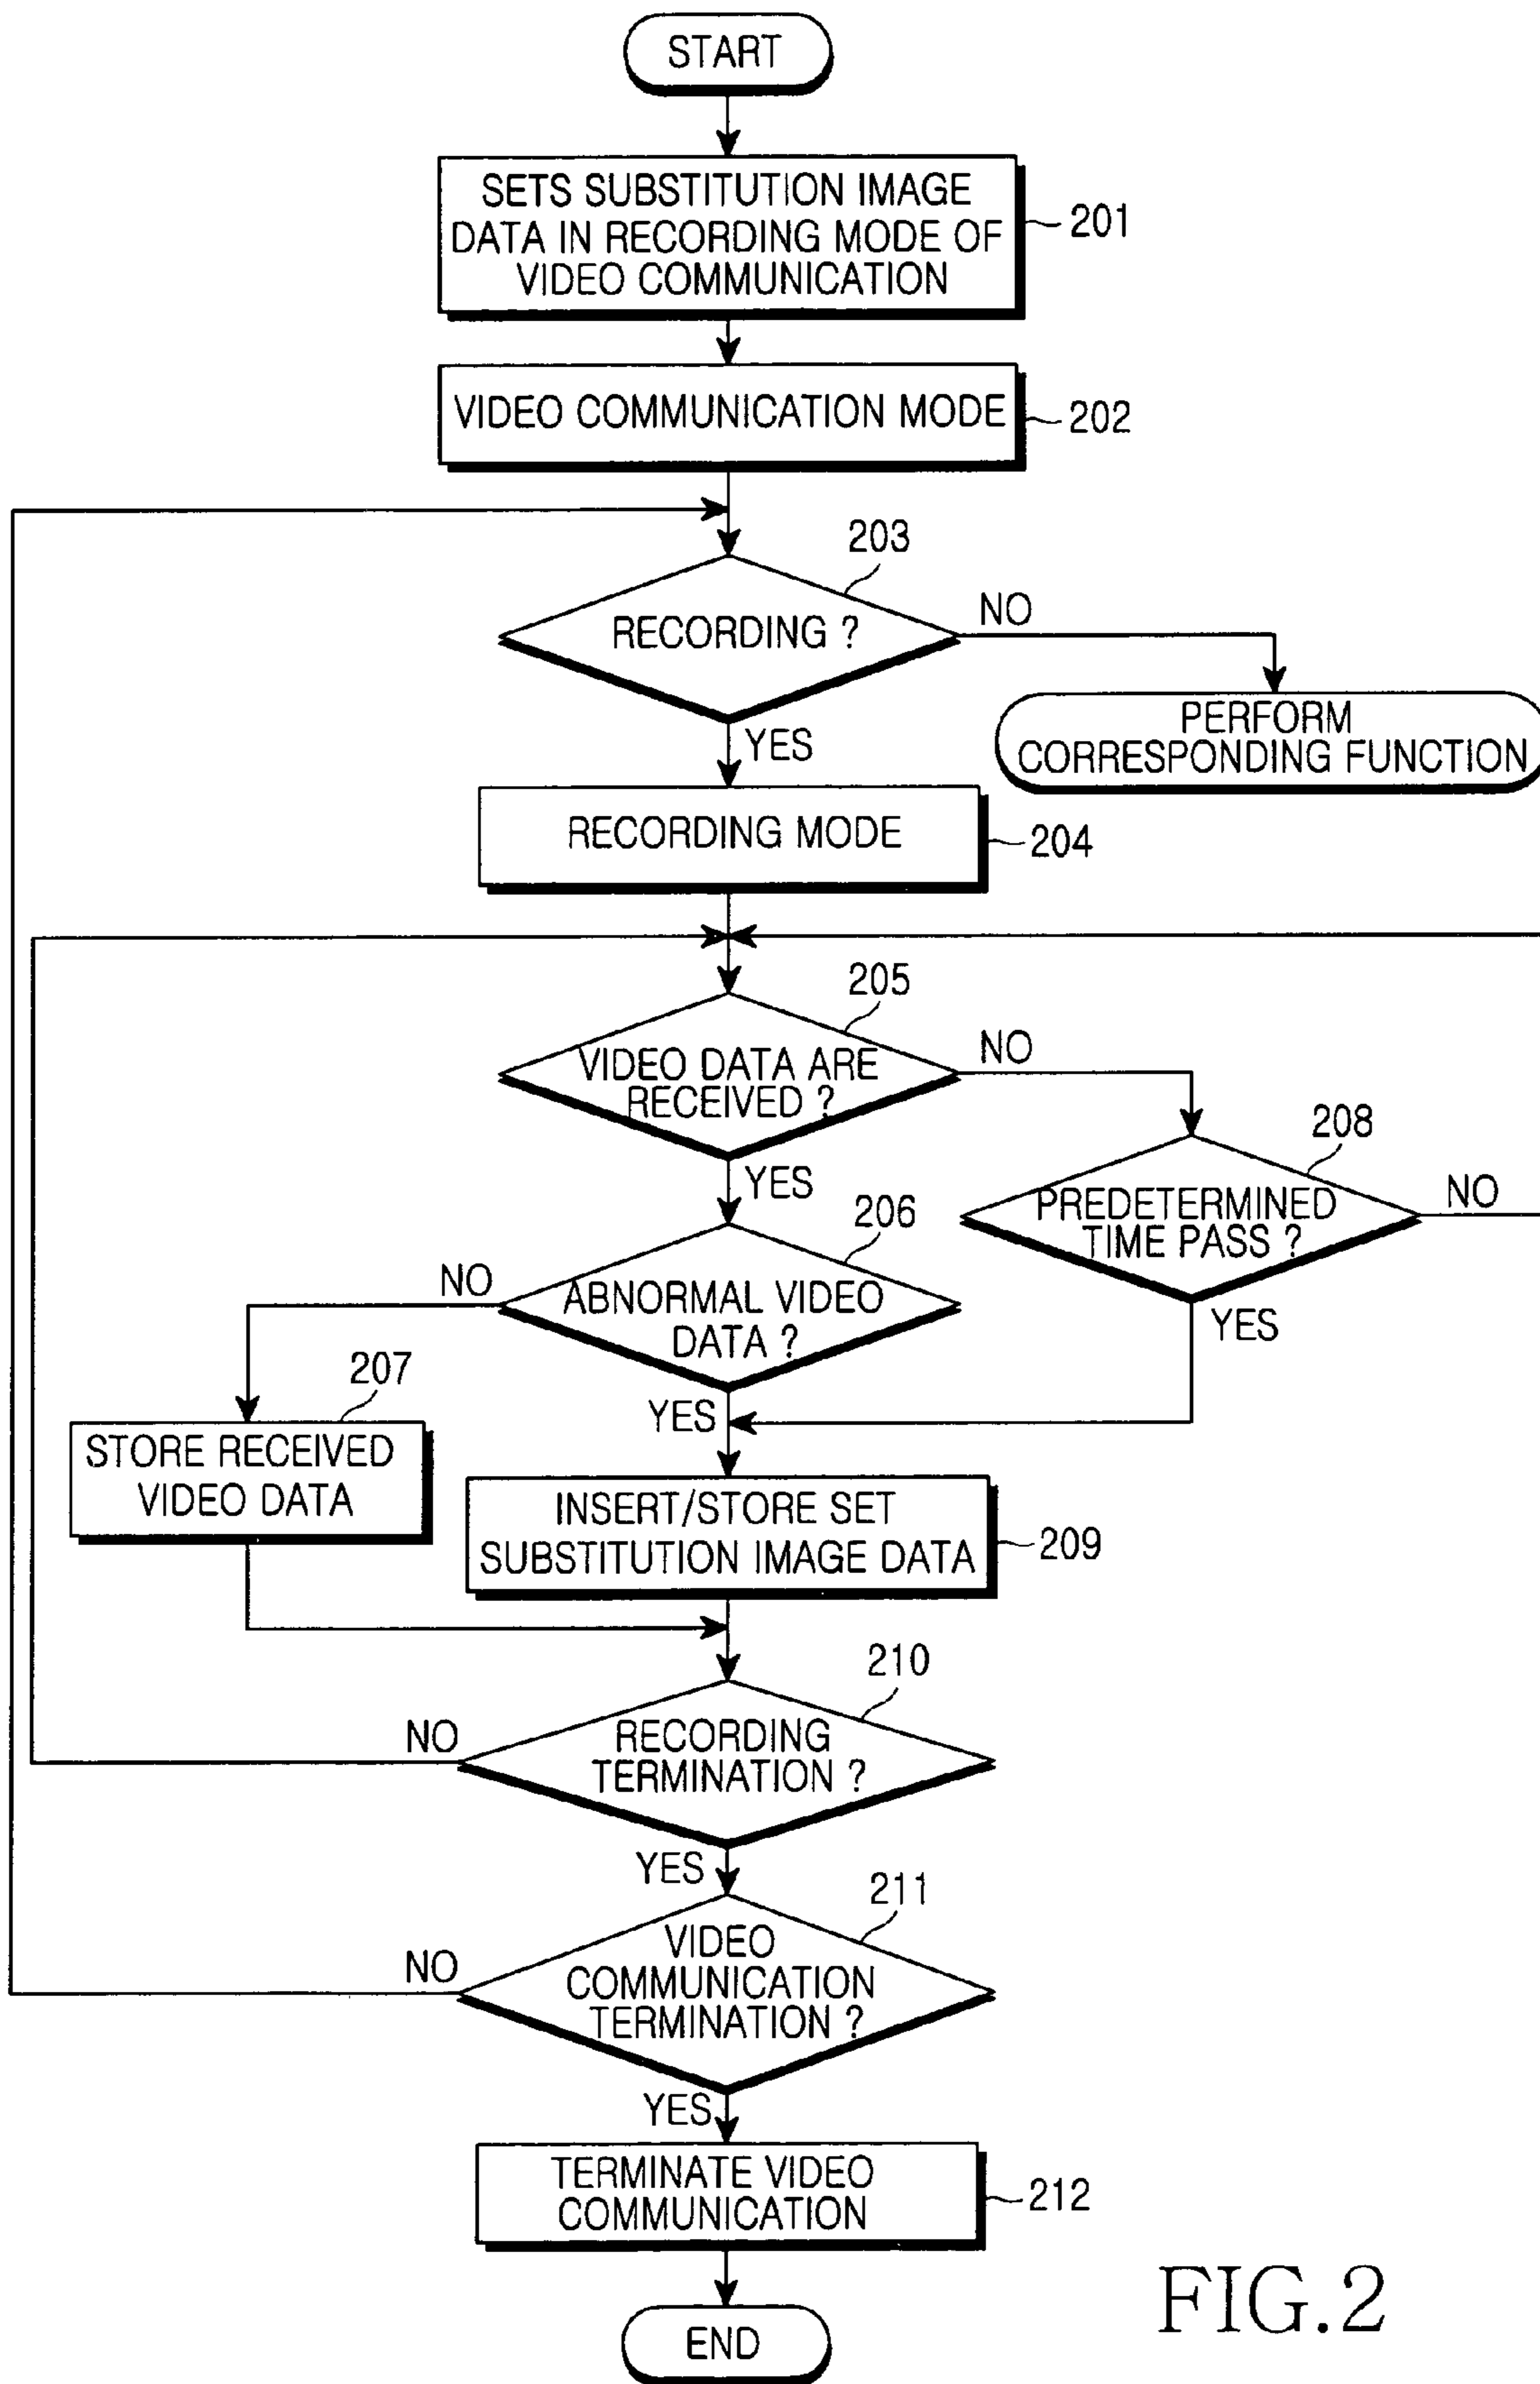 START
SETS SUBSTITUTION IMAGE
DATA IN RECORDING MODE OF
VIDEO COMMUNICATION
201
VIDEO COMMUNICATION MODE
202
203
RECORDING ?
NO
PERFORM
CORRESPONDING FUNCTION
YES
RECORDING MODE
204
205
VIDEO DATA ARE
RECEIVED ?
NO
208
PREDETERMINED
TIME PASS ?
NO
YES
YES
206
ABNORMAL VIDEO
DATA ?
NO
207
STORE RECEIVED
VIDEO DATA
YES
INSERT/STORE SET
SUBSTITUTION IMAGE DATA
209
210
RECORDING
TERMINATION ?
NO
YES
211
VIDEO
COMMUNICATION
TERMINATION ?
NO
YES
TERMINATE VIDEO
COMMUNICATION
212
END
FIG.2